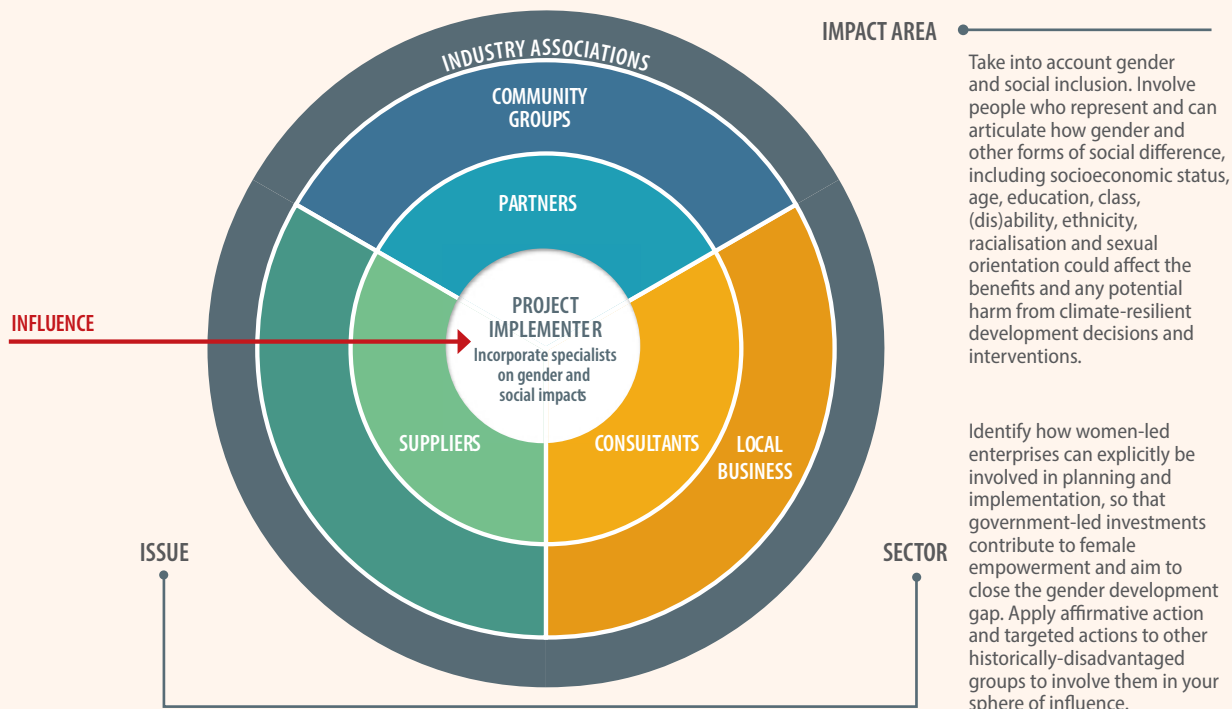 INDUSTRY ASSOCIATIONS
COMMUNITY
GROUPS
PARTNERS
PROJECT
IMPLEMENTER
Incorporate specialists
on gender and
social impacts
INFLUENCE
SUPPLIERS
CONSULTANTS
LOCAL
BUSINESS
ISSUE
SECTOR
IMPACT AREA
Take into account gender
and social inclusion. Involve
people who represent and can
articulate how gender and
other forms of social difference,
including socioeconomic status,
age, education, class,
(dis)ability, ethnicity,
racialisation and sexual
orientation could affect the
benefits and any potential
harm from climate-resilient
development decisions and
interventions.
Identify how women-led
enterprises can explicitly be
involved in planning and
implementation, so that
government-led investments
contribute to female
empowerment and aim to
close the gender development
gap. Apply affirmative action
and targeted actions to other
historically-disadvantaged
groups to involve them in your
sphere of influence.